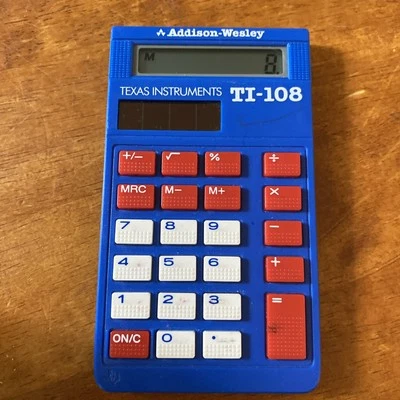 Addison-Wesley
M 8.
TEXAS INSTRUMENTS TI-108
+/− √ % ÷
MRC M− M+ ×
7 8 9 −
4 5 6 +
1 2 3 =
ON/C 0 .